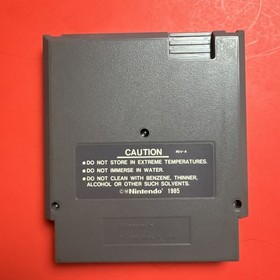 CAUTION REV-A
★DO NOT STORE IN EXTREME TEMPERATURES.
★DO NOT IMMERSE IN WATER.
★DO NOT CLEAN WITH BENZENE, THINNER,
ALCOHOL OR OTHER SUCH SOLVENTS.
©™Nintendo® 1985